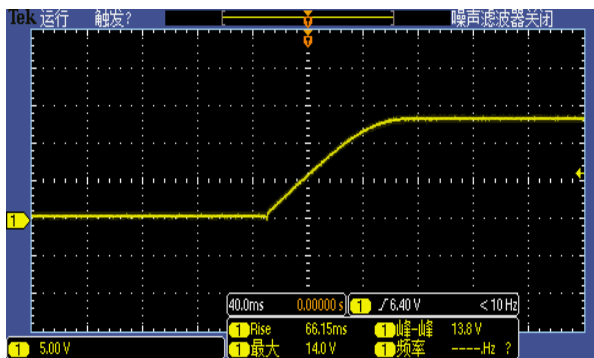 Tek 运行 触发? 噪声滤波器关闭
1
40.0ms 0.00000 s 1 6.40 V < 10 Hz
1 Rise 66.15ms 1 峰–峰 13.8 V
1 5.00 V 1 最大 14.0 V 1 频率 ----Hz ?